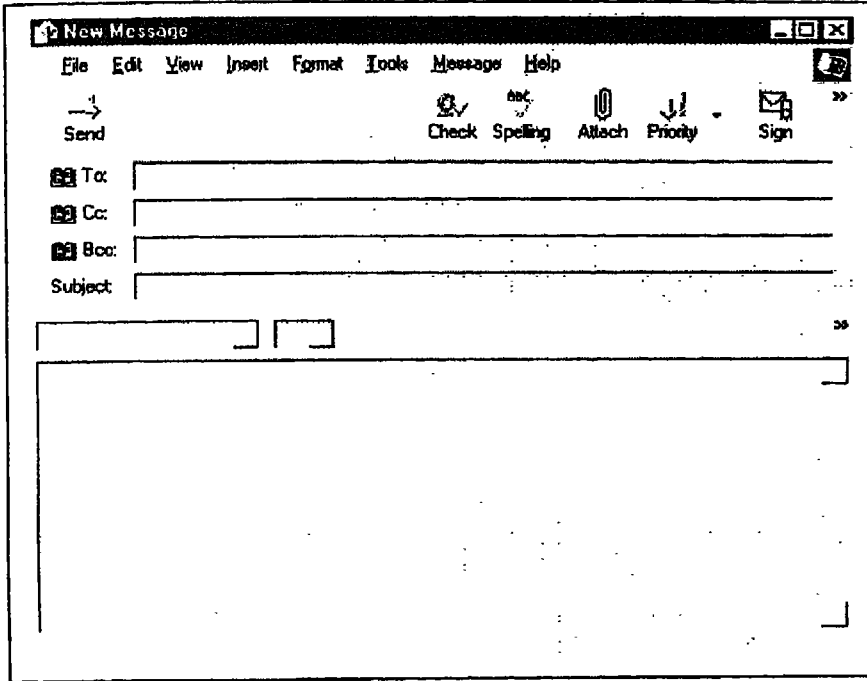 New Message
File Edit View Insert Format Tools Message Help
Send Check Spelling Attach Priority Sign
To:
Cc:
Bcc:
Subject: